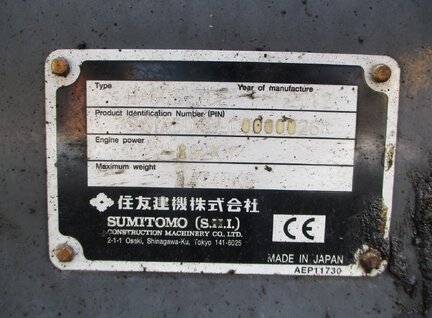 Type Year of manufacture
Product Identification Number (PIN)
Engine power
Maximum weight
住友建機株式会社
SUMITOMO (S.H.I.)
CONSTRUCTION MACHINERY CO., LTD.
2-1-1 Osaki, Shinagawa-Ku, Tokyo 141-6025
CE
MADE IN JAPAN
AEP11730